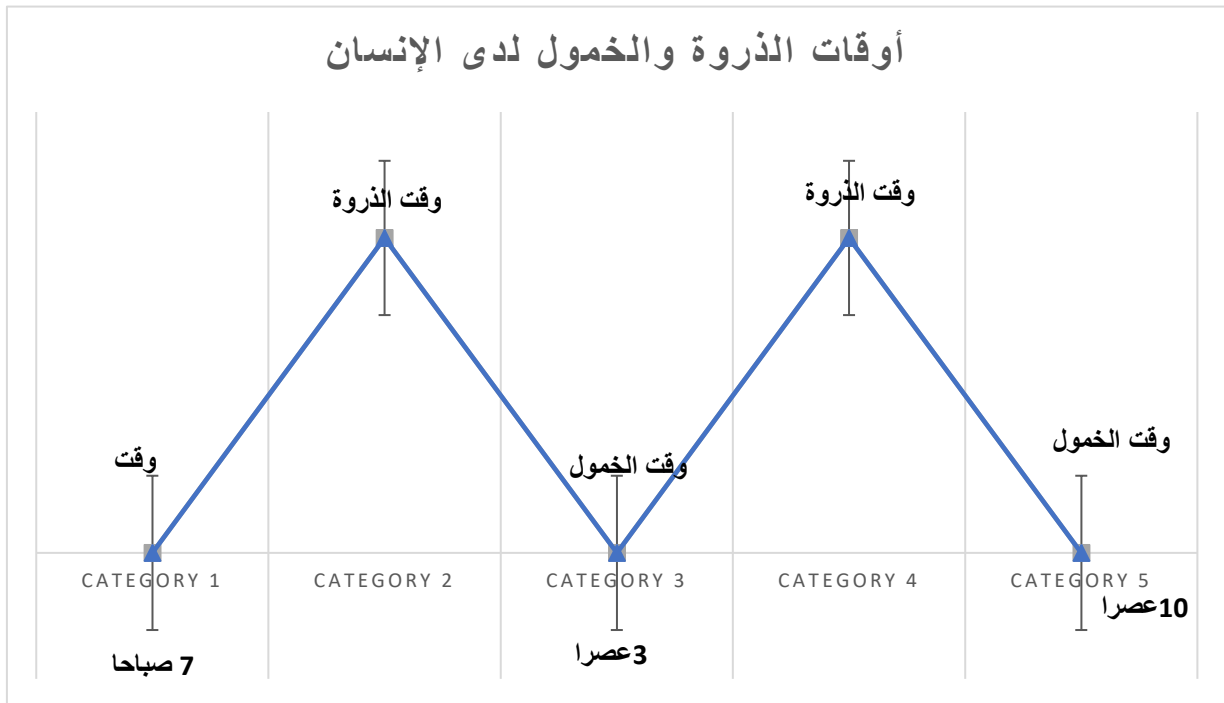 أوقات الذروة والخمول لدى الإنسان
وقت الذروة
وقت الذروة
وقت
وقت الخمول
وقت الخمول
CATEGORY 1
CATEGORY 2
CATEGORY 3
CATEGORY 4
CATEGORY 5
7 صباحا
3عصرا
10عصرا